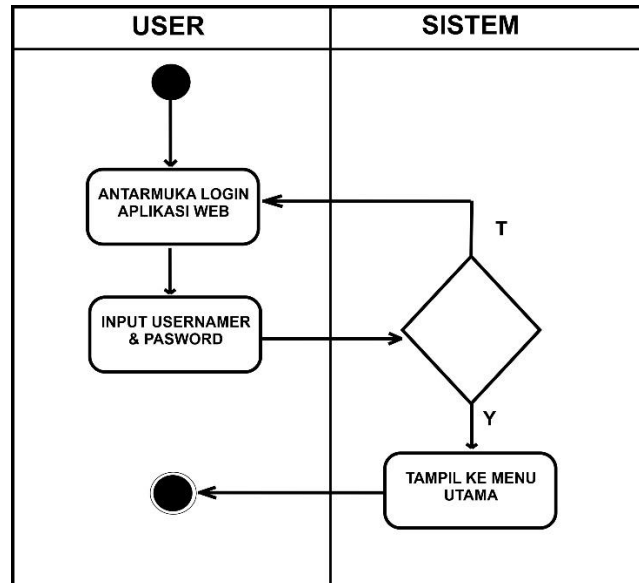 USER
SISTEM
ANTARMUKA LOGIN
APLIKASI WEB
T
INPUT USERNAMER
& PASWORD
Y
TAMPIL KE MENU
UTAMA